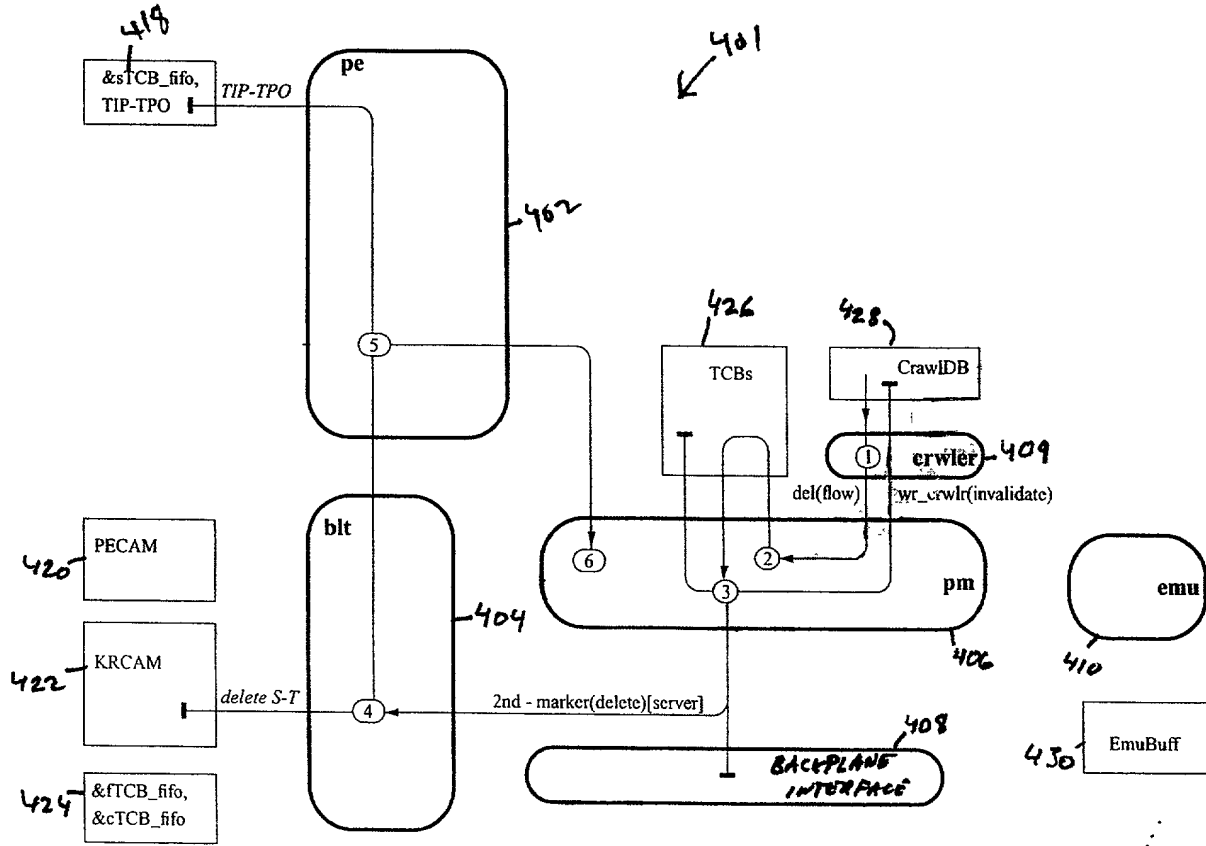 418
401
&sTCB_fifo,
TIP-TPO
TIP-TPO
pe
402
5
426
428
TCBs
CrawlDB
1
crwler
409
del(flow)
wr_crwlr(invalidate)
PECAM
420
blt
6
2
3
pm
emu
404
406
410
KRCAM
422
delete S-T
4
2nd - marker(delete)[server]
408
BACKPLANE
INTERFACE
430
EmuBuff
&fTCB_fifo,
&cTCB_fifo
424